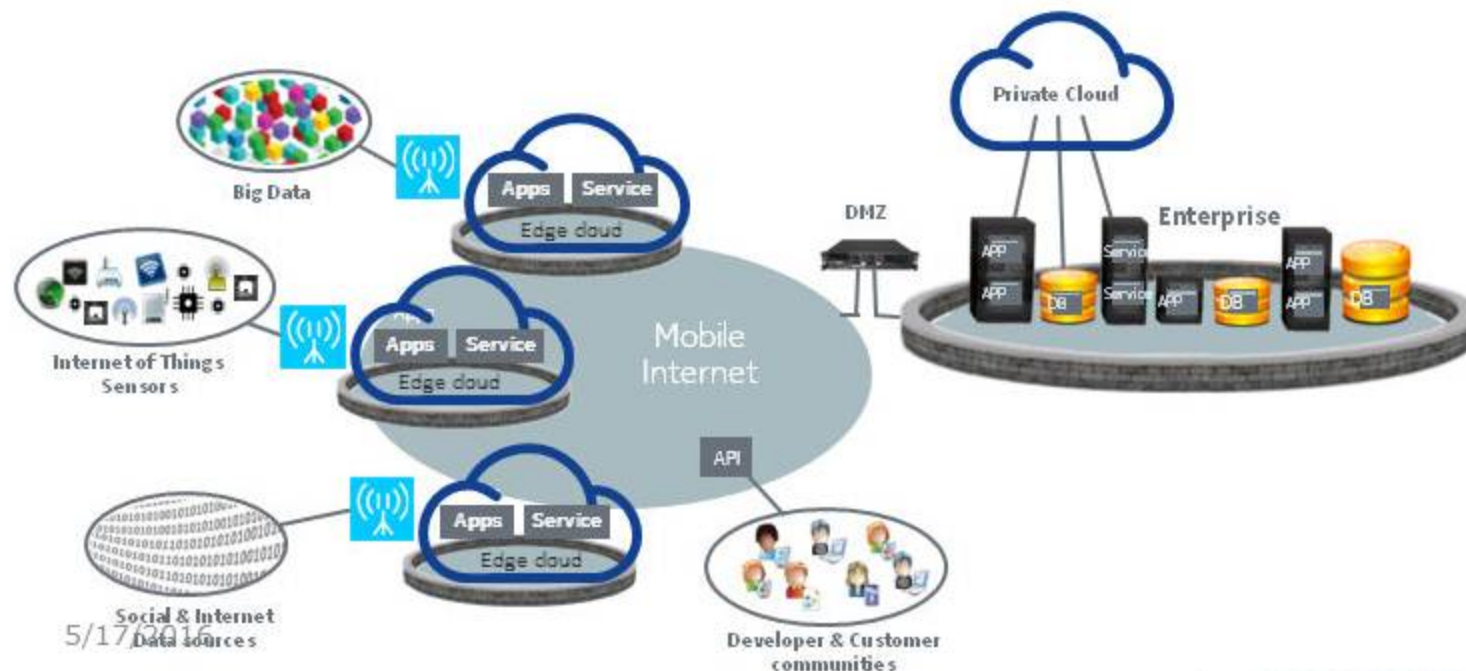 Private Cloud
Big Data
Apps Service
Edge cloud
DMZ
Enterprise
APP
APP
DB
Service
Service
APP
DB
APP
APP
DB
Internet of Things
Sensors
Apps Service
Edge cloud
Mobile
Internet
API
Apps Service
Edge cloud
Social & Internet
Data sources
5/17/2016
Developer & Customer
communities